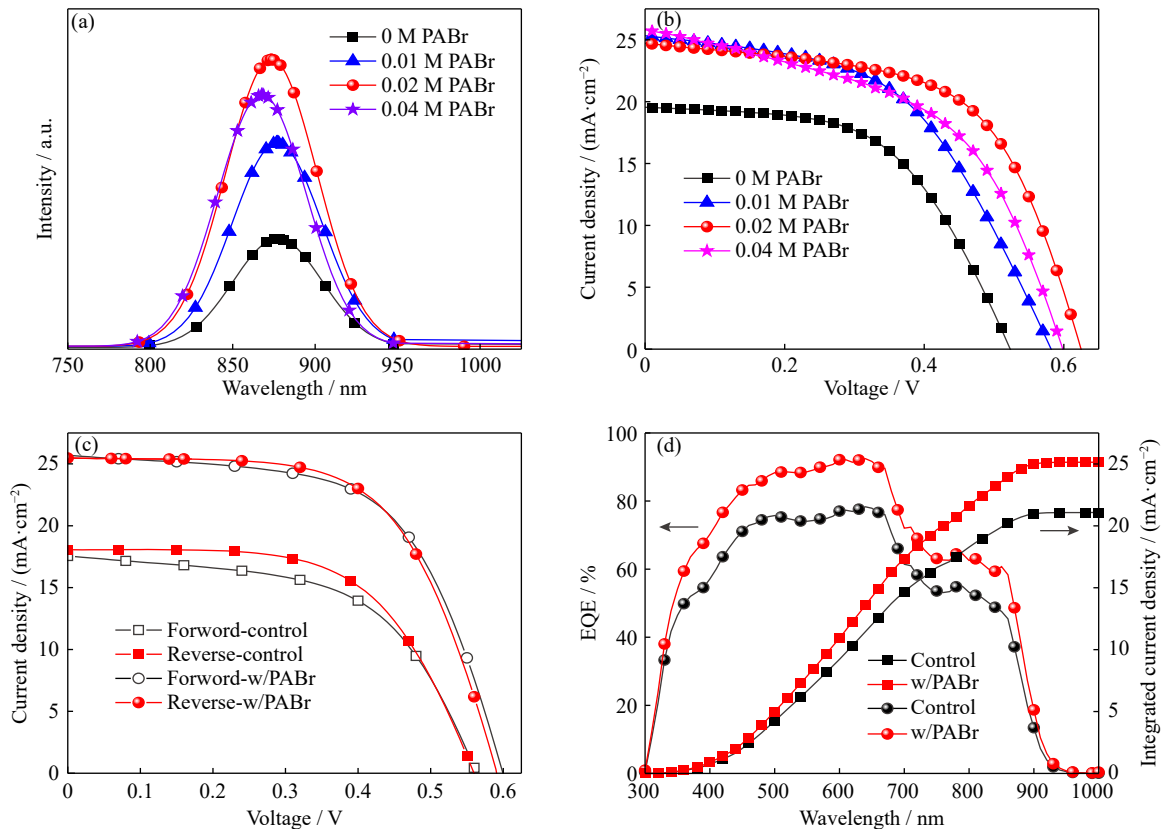 (a)
0 M PABr
0.01 M PABr
0.02 M PABr
0.04 M PABr
Intensity / a.u.
750 800 850 900 950 1000
Wavelength / nm
(b)
25
20
15
10
5
0
Current density / (mA·cm−2)
0 M PABr
0.01 M PABr
0.02 M PABr
0.04 M PABr
0 0.2 0.4 0.6
Voltage / V
(c)
25
20
15
10
5
0
Current density / (mA·cm−2)
Forword-control
Reverse-control
Forword-w/PABr
Reverse-w/PABr
0 0.1 0.2 0.3 0.4 0.5 0.6
Voltage / V
(d)
100
80
60
40
20
0
EQE / %
Control
w/PABr
Control
w/PABr
30
25
20
15
10
5
0
Integrated current density / (mA·cm−2)
300 400 500 600 700 800 900 1000
Wavelength / nm